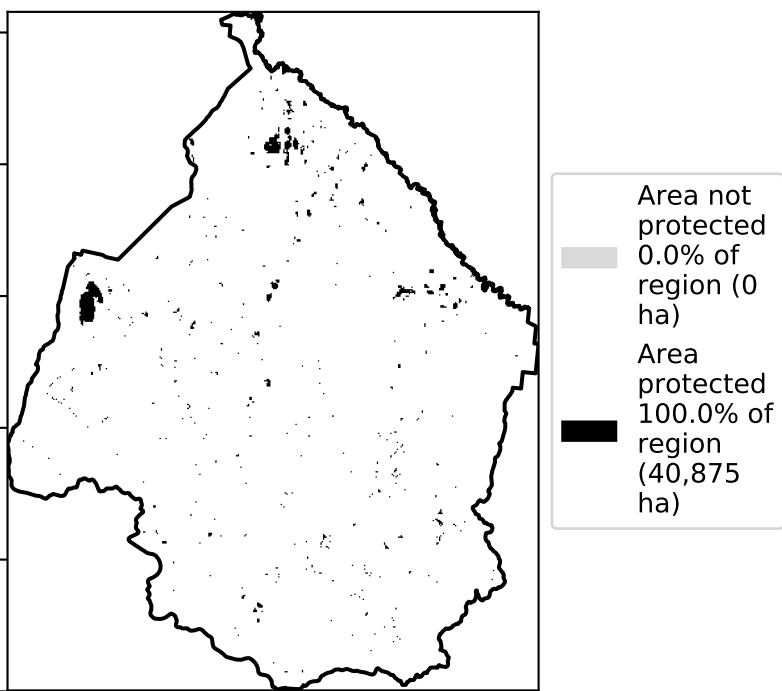 Area not
protected
0.0% of
region (0
ha)
Area
protected
100.0% of
region
(40,875
ha)